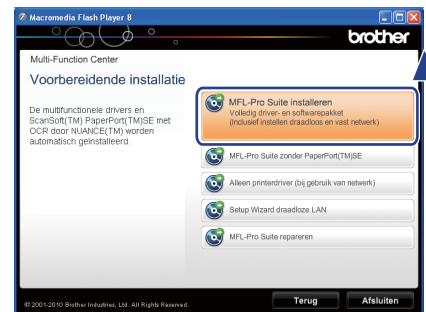 Macromedia Flash Player 8
brother
Multi-Function Center
Voorbereidende installatie
De multifunctionele drivers en
ScanSoft(TM) PaperPort(TM)SE met
OCR door NUANCE(TM) worden
automatisch geïnstalleerd.
MFL-Pro Suite installeren
Volledig driver- en softwarepakket
(Inclusief instellen draadloos en vast netwerk)
MFL-Pro Suite zonder PaperPort(TM)SE
Alleen printerdriver (bij gebruik van netwerk)
Setup Wizard draadloze LAN
MFL-Pro Suite repareren
© 2001-2010 Brother Industries, Ltd. All Rights Reserved.
Terug
Afsluiten